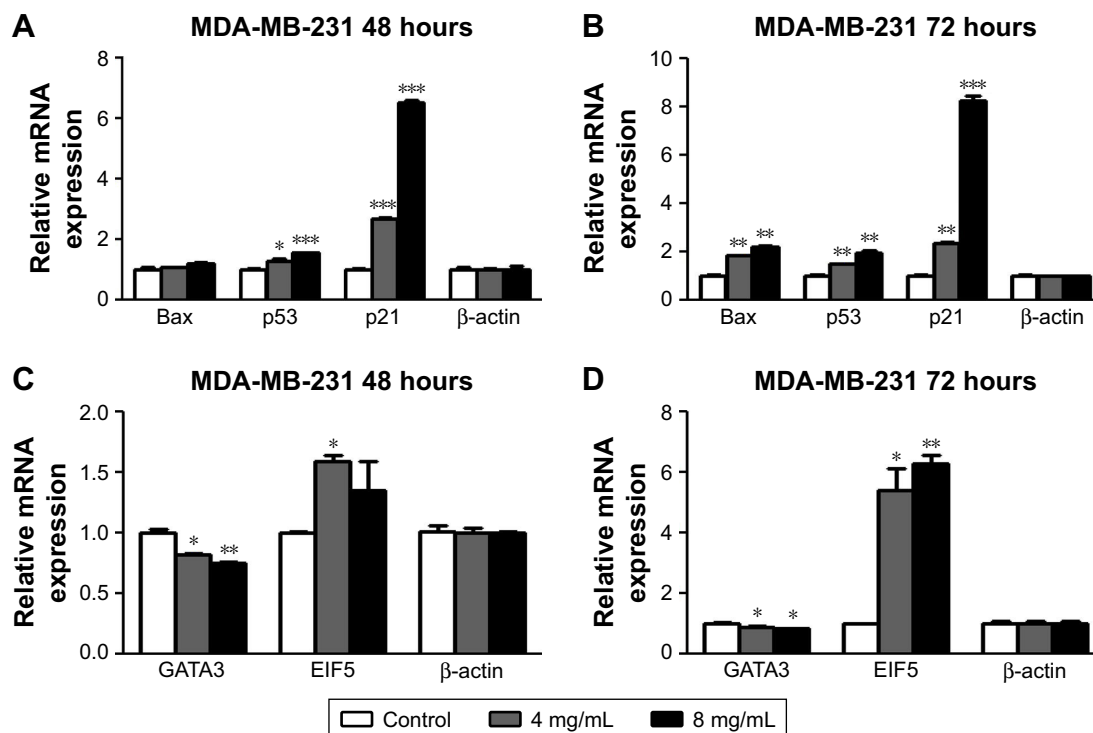 A
MDA-MB-231 48 hours
Relative mRNA
expression
8
6
4
2
0
*
***
***
***
Bax
p53
p21
β-actin
B
MDA-MB-231 72 hours
Relative mRNA
expression
10
8
6
4
2
0
**
**
**
**
**
***
Bax
p53
p21
β-actin
C
MDA-MB-231 48 hours
Relative mRNA
expression
2.0
1.5
1.0
0.5
0.0
*
**
*
GATA3
EIF5
β-actin
D
MDA-MB-231 72 hours
Relative mRNA
expression
8
6
4
2
0
*
*
*
**
GATA3
EIF5
β-actin
Control
4 mg/mL
8 mg/mL